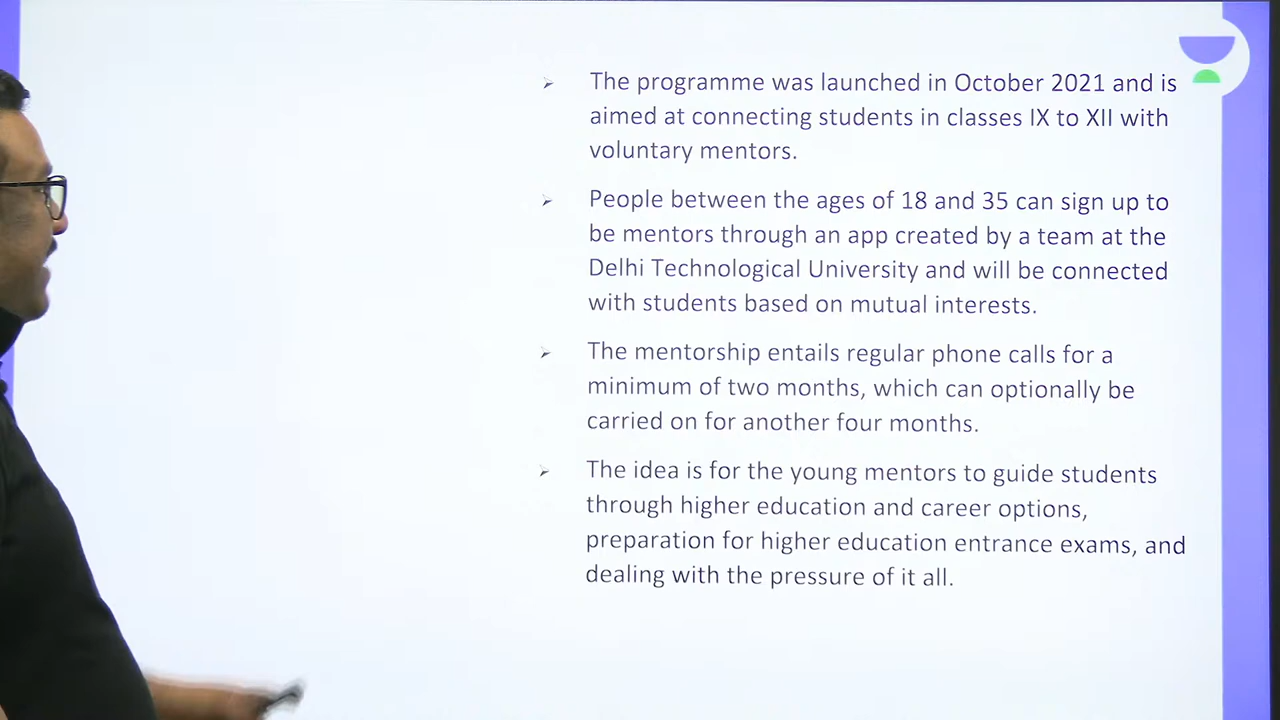 The programme was launched in October 2021 and is
aimed at connecting students in classes IX to XII with
voluntary mentors.
People between the ages of 18 and 35 can sign up to
be mentors through an app created by a team at the
Delhi Technological University and will be connected
with students based on mutual interests.
The mentorship entails regular phone calls for a
minimum of two months, which can optionally be
carried on for another four months.
The idea is for the young mentors to guide students
through higher education and career options,
preparation for higher education entrance exams, and
dealing with the pressure of it all.